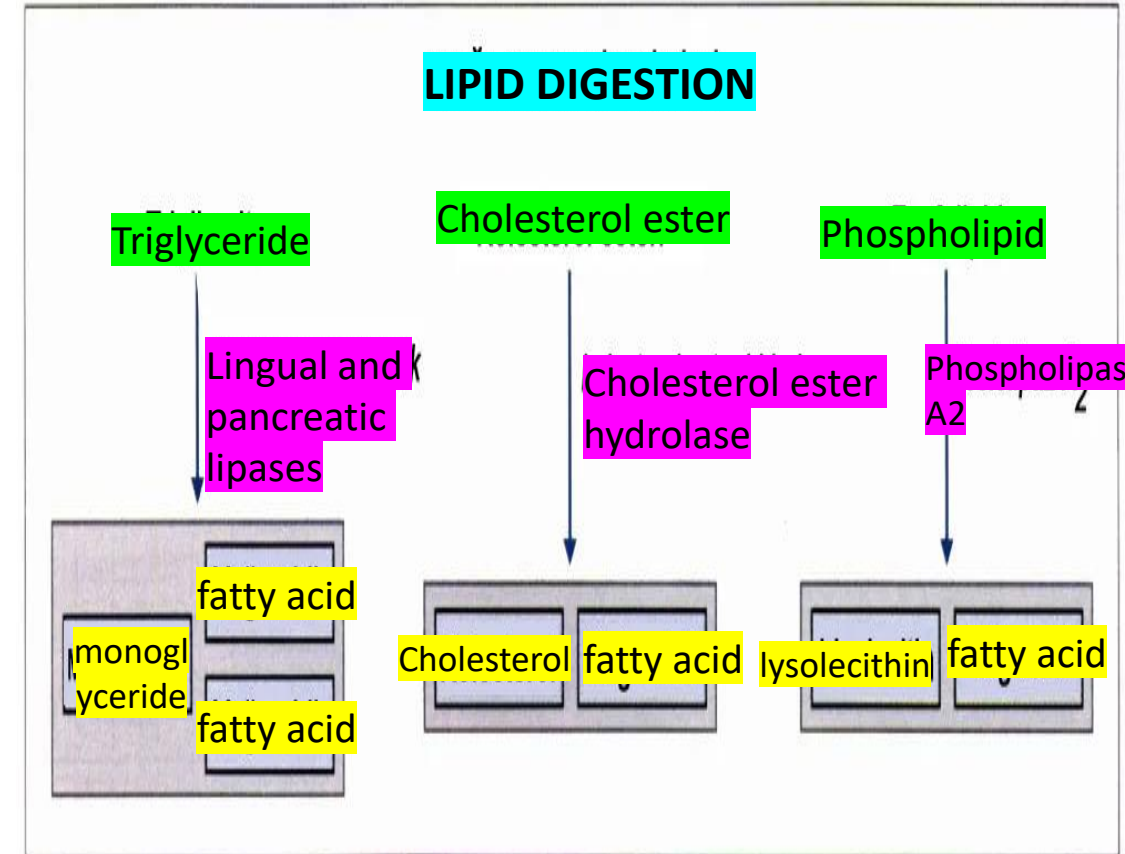 LIPID DIGESTION
Triglyceride
Cholesterol ester
Phospholipid
Lingual and
pancreatic
lipases
Cholesterol ester
hydrolase
Phospholipas
A2
2
fatty acid
monogl
yceride
fatty acid
Cholesterol
fatty acid
lysolecithin
fatty acid